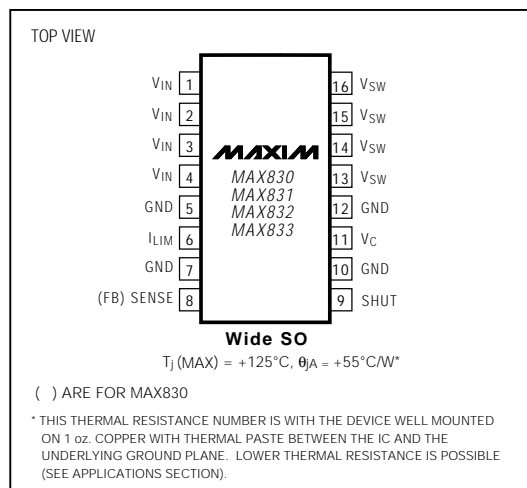 TOP VIEW
VIN 1
VIN 2
VIN 3
VIN 4
GND 5
ILIM 6
GND 7
(FB) SENSE 8
MAXIM
MAX830
MAX831
MAX832
MAX833
16 VSW
15 VSW
14 VSW
13 VSW
12 GND
11 VC
10 GND
9 SHUT
Wide SO
Tj (MAX) = +125°C, θjA = +55°C/W*
(  ) ARE FOR MAX830
* THIS THERMAL RESISTANCE NUMBER IS WITH THE DEVICE WELL MOUNTED
ON 1 oz. COPPER WITH THERMAL PASTE BETWEEN THE IC AND THE
UNDERLYING GROUND PLANE. LOWER THERMAL RESISTANCE IS POSSIBLE
(SEE APPLICATIONS SECTION).